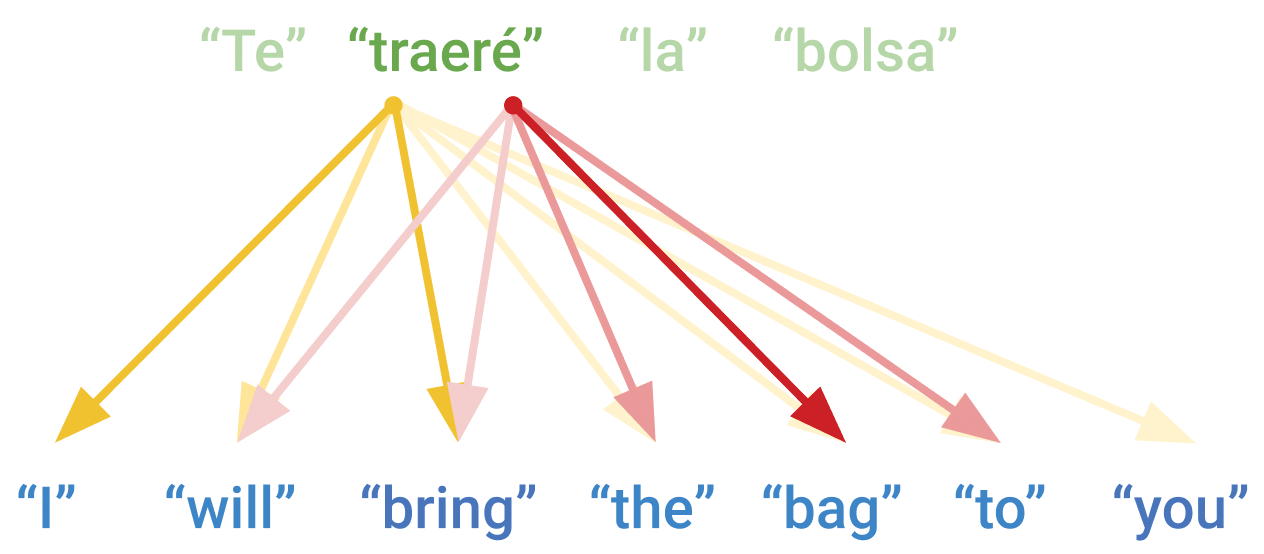 “Te” “traeré” “la” “bolsa”
“I” “will” “bring” “the” “bag” “to” “you”